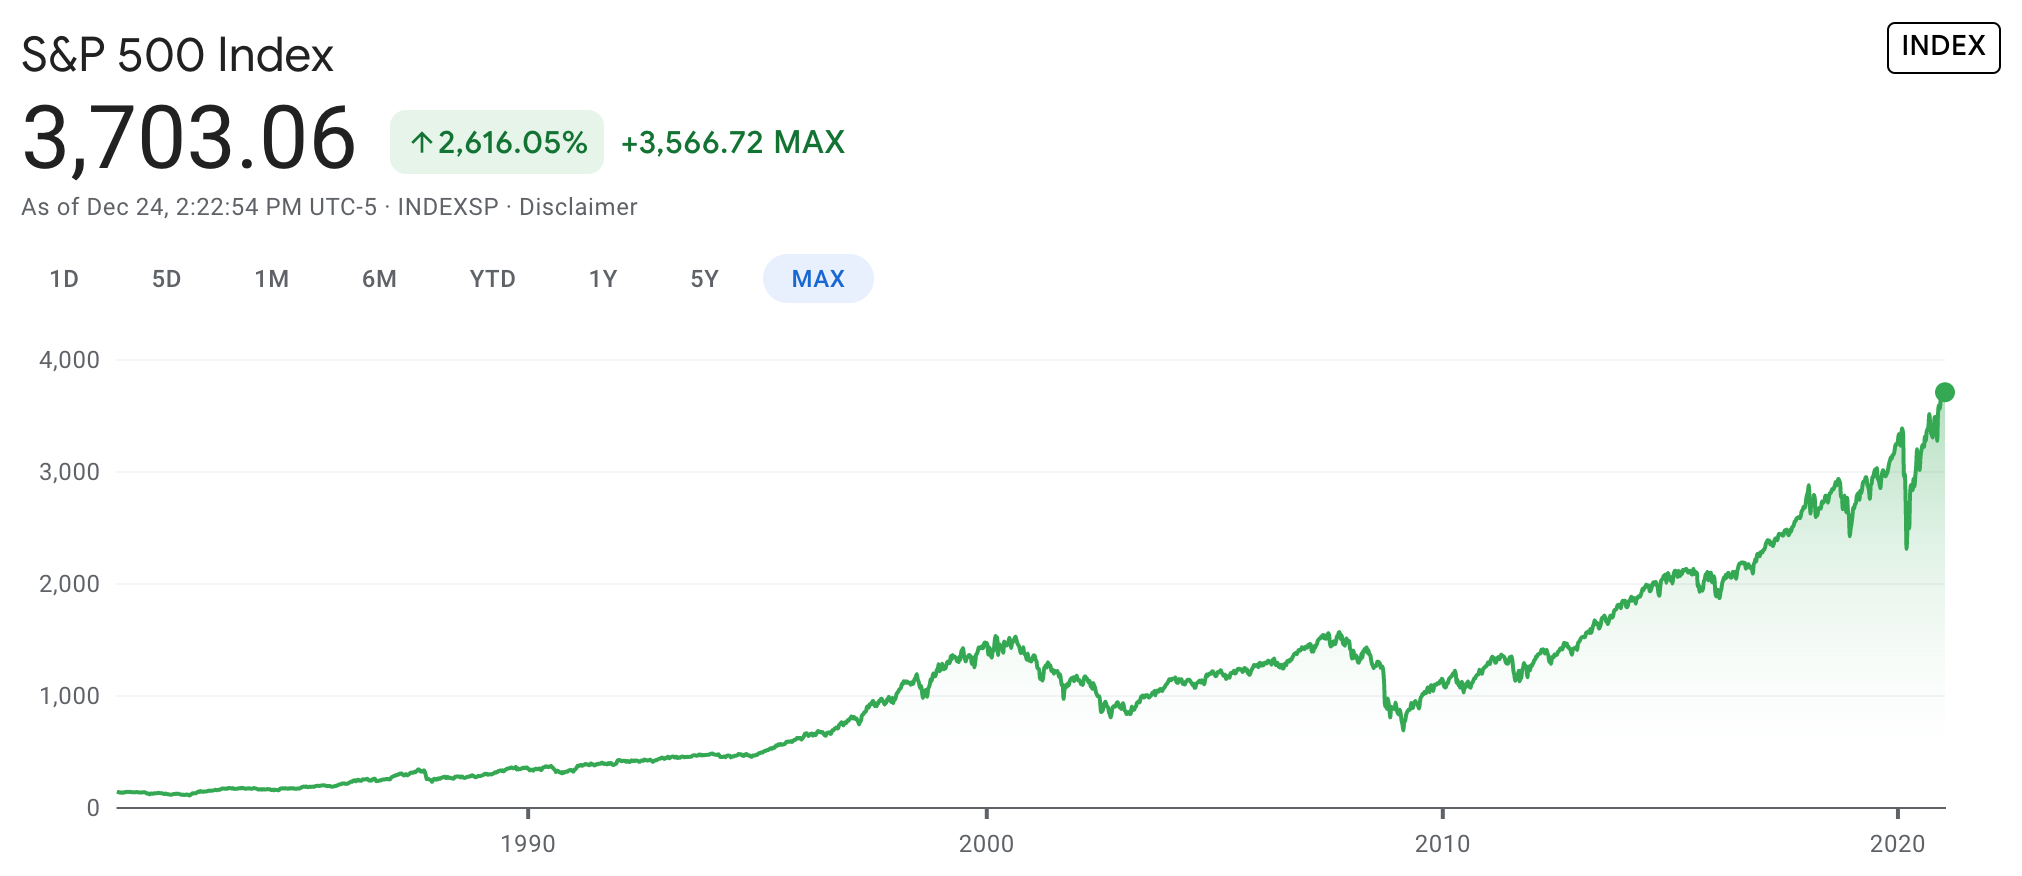 S&P 500 Index
INDEX
3,703.06
↑2,616.05% +3,566.72 MAX
As of Dec 24, 2:22:54 PM UTC-5 · INDEXSP · Disclaimer
1D 5D 1M 6M YTD 1Y 5Y MAX
4,000
3,000
2,000
1,000
0
1990 2000 2010 2020